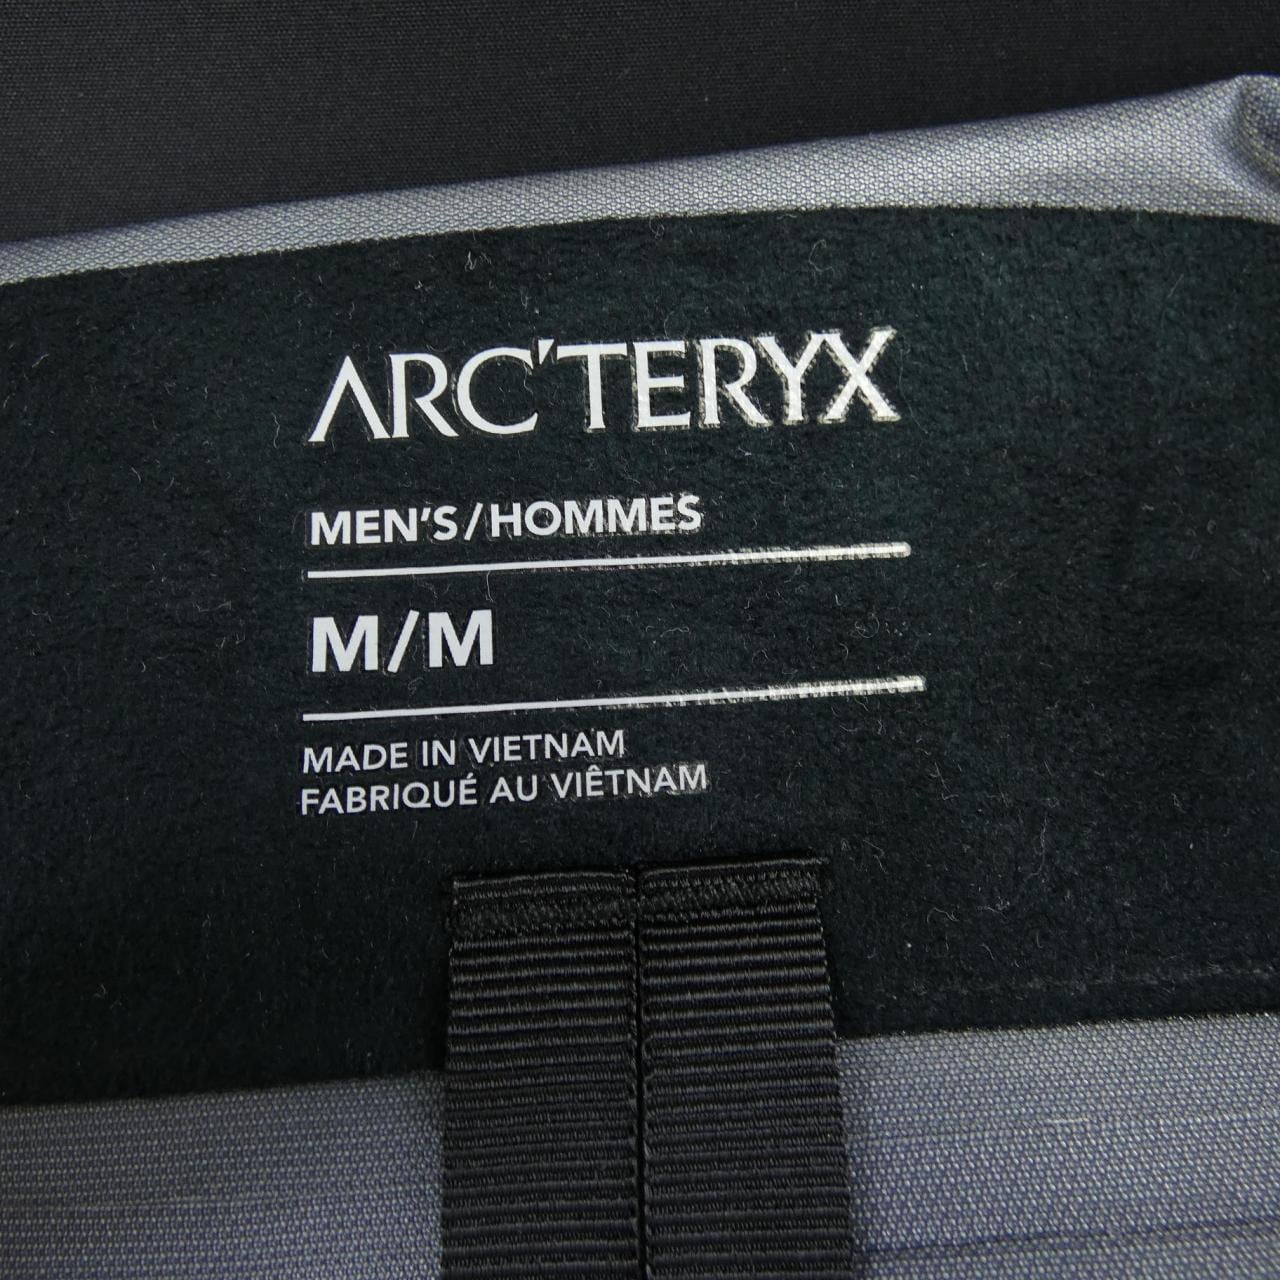 ARC'TERYX
MEN'S/HOMMES
M/M
MADE IN VIETNAM
FABRIQUÉ AU VIÊTNAM